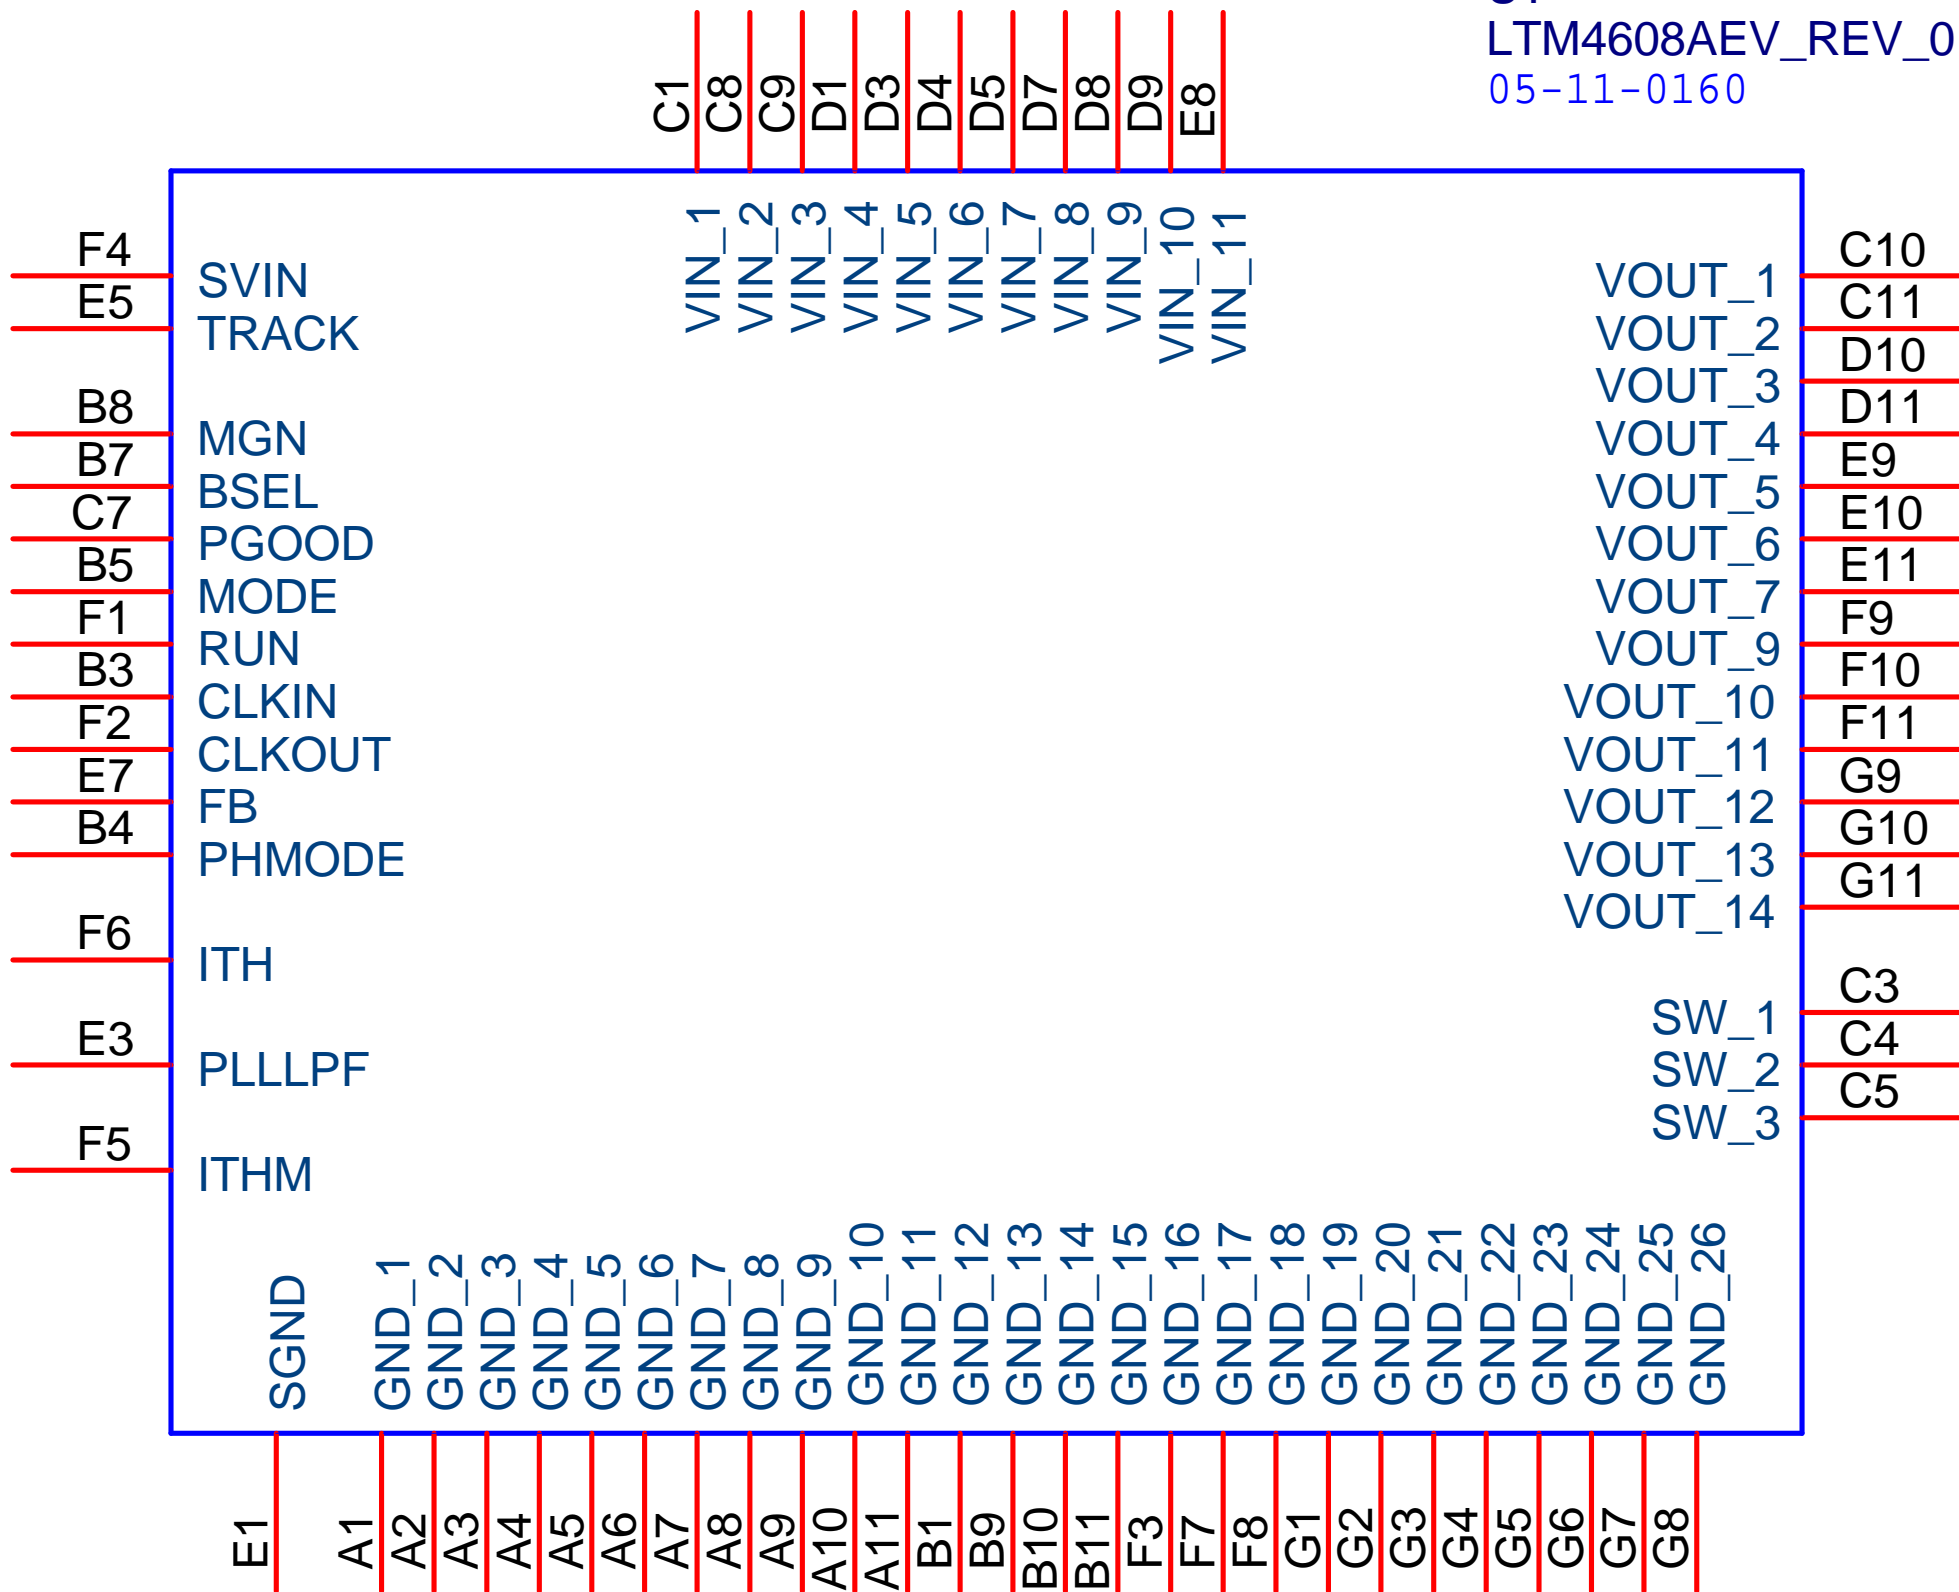 LTM4608AEV_REV_0
05-11-0160
C1 C8 C9 D1 D3 D4 D5 D7 D8 D9 E8
VIN_1 VIN_2 VIN_3 VIN_4 VIN_5 VIN_6 VIN_7 VIN_8 VIN_9 VIN_10 VIN_11
F4 SVIN
E5 TRACK
B8 MGN
B7 BSEL
C7 PGOOD
B5 MODE
F1 RUN
B3 CLKIN
F2 CLKOUT
E7 FB
B4 PHMODE
F6 ITH
E3 PLLLPF
F5 ITHM
VOUT_1 C10
VOUT_2 C11
VOUT_3 D10
VOUT_4 D11
VOUT_5 E9
VOUT_6 E10
VOUT_7 E11
VOUT_9 F9
VOUT_10 F10
VOUT_11 F11
VOUT_12 G9
VOUT_13 G10
VOUT_14 G11
SW_1 C3
SW_2 C4
SW_3 C5
SGND GND_1 GND_2 GND_3 GND_4 GND_5 GND_6 GND_7 GND_8 GND_9 GND_10 GND_11 GND_12 GND_13 GND_14 GND_15 GND_16 GND_17 GND_18 GND_19 GND_20 GND_21 GND_22 GND_23 GND_24 GND_25 GND_26
E1 A1 A2 A3 A4 A5 A6 A7 A8 A9 A10 A11 B1 B9 B10 B11 F3 F7 F8 G1 G2 G3 G4 G5 G6 G7 G8